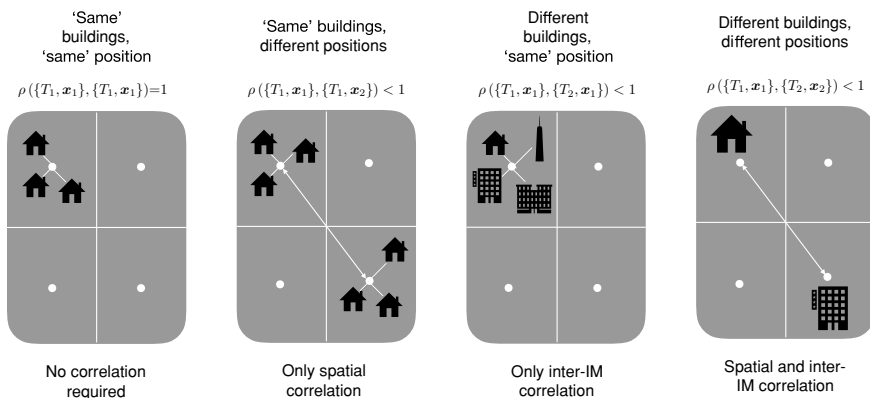 ‘Same’
buildings,
‘same’ position
ρ({T₁, x₁}, {T₁, x₁})=1
No correlation
required
‘Same’ buildings,
different positions
ρ({T₁, x₁}, {T₁, x₂}) < 1
Only spatial
correlation
Different
buildings,
‘same’ position
ρ({T₁, x₁}, {T₂, x₁}) < 1
Only inter-IM
correlation
Different buildings,
different positions
ρ({T₁, x₁}, {T₂, x₂}) < 1
Spatial and inter-
IM correlation